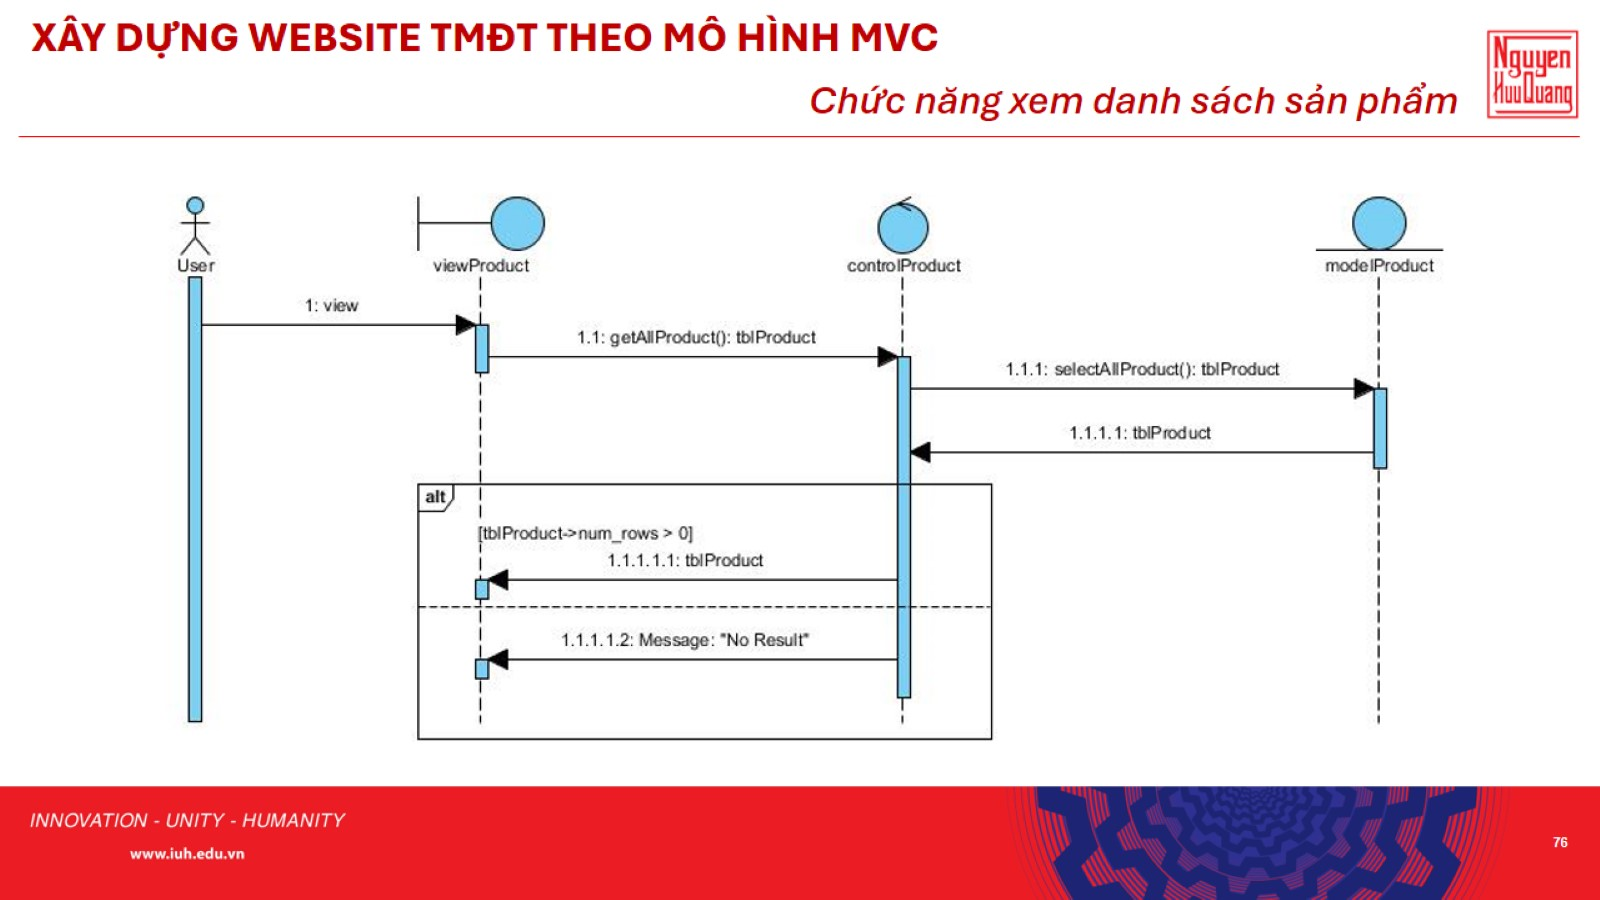 XÂY DỰNG WEBSITE TMĐT THEO MÔ HÌNH MVC
Chức năng xem danh sách sản phẩm
Nguyen
HuuQuang
User
viewProduct
controlProduct
modelProduct
1: view
1.1: getAllProduct(): tblProduct
1.1.1: selectAllProduct(): tblProduct
1.1.1.1: tblProduct
alt
[tblProduct->num_rows > 0]
1.1.1.1.1: tblProduct
1.1.1.1.2: Message: "No Result"
INNOVATION - UNITY - HUMANITY
www.iuh.edu.vn
76